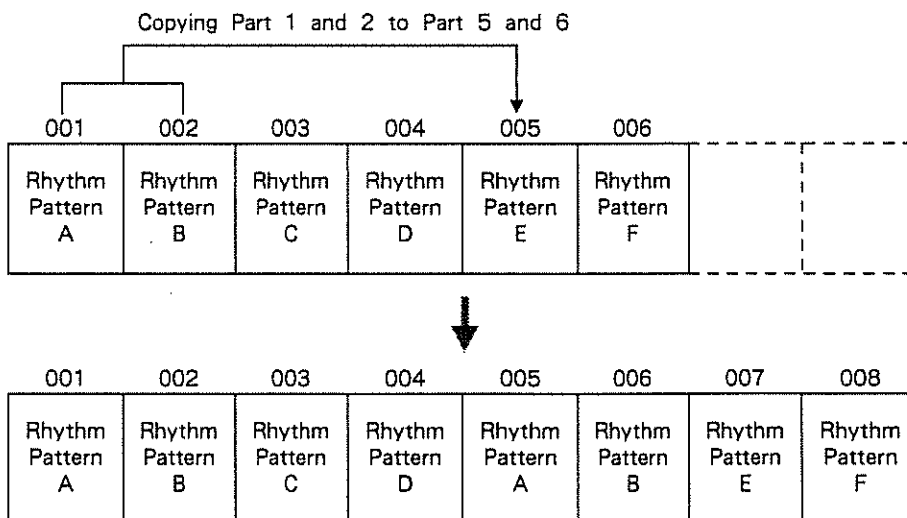 Copying Part 1 and 2 to Part 5 and 6
001 002 003 004 005 006
Rhythm Rhythm Rhythm Rhythm Rhythm Rhythm
Pattern Pattern Pattern Pattern Pattern Pattern
A B C D E F
001 002 003 004 005 006 007 008
Rhythm Rhythm Rhythm Rhythm Rhythm Rhythm Rhythm Rhythm
Pattern Pattern Pattern Pattern Pattern Pattern Pattern Pattern
A B C D A B E F